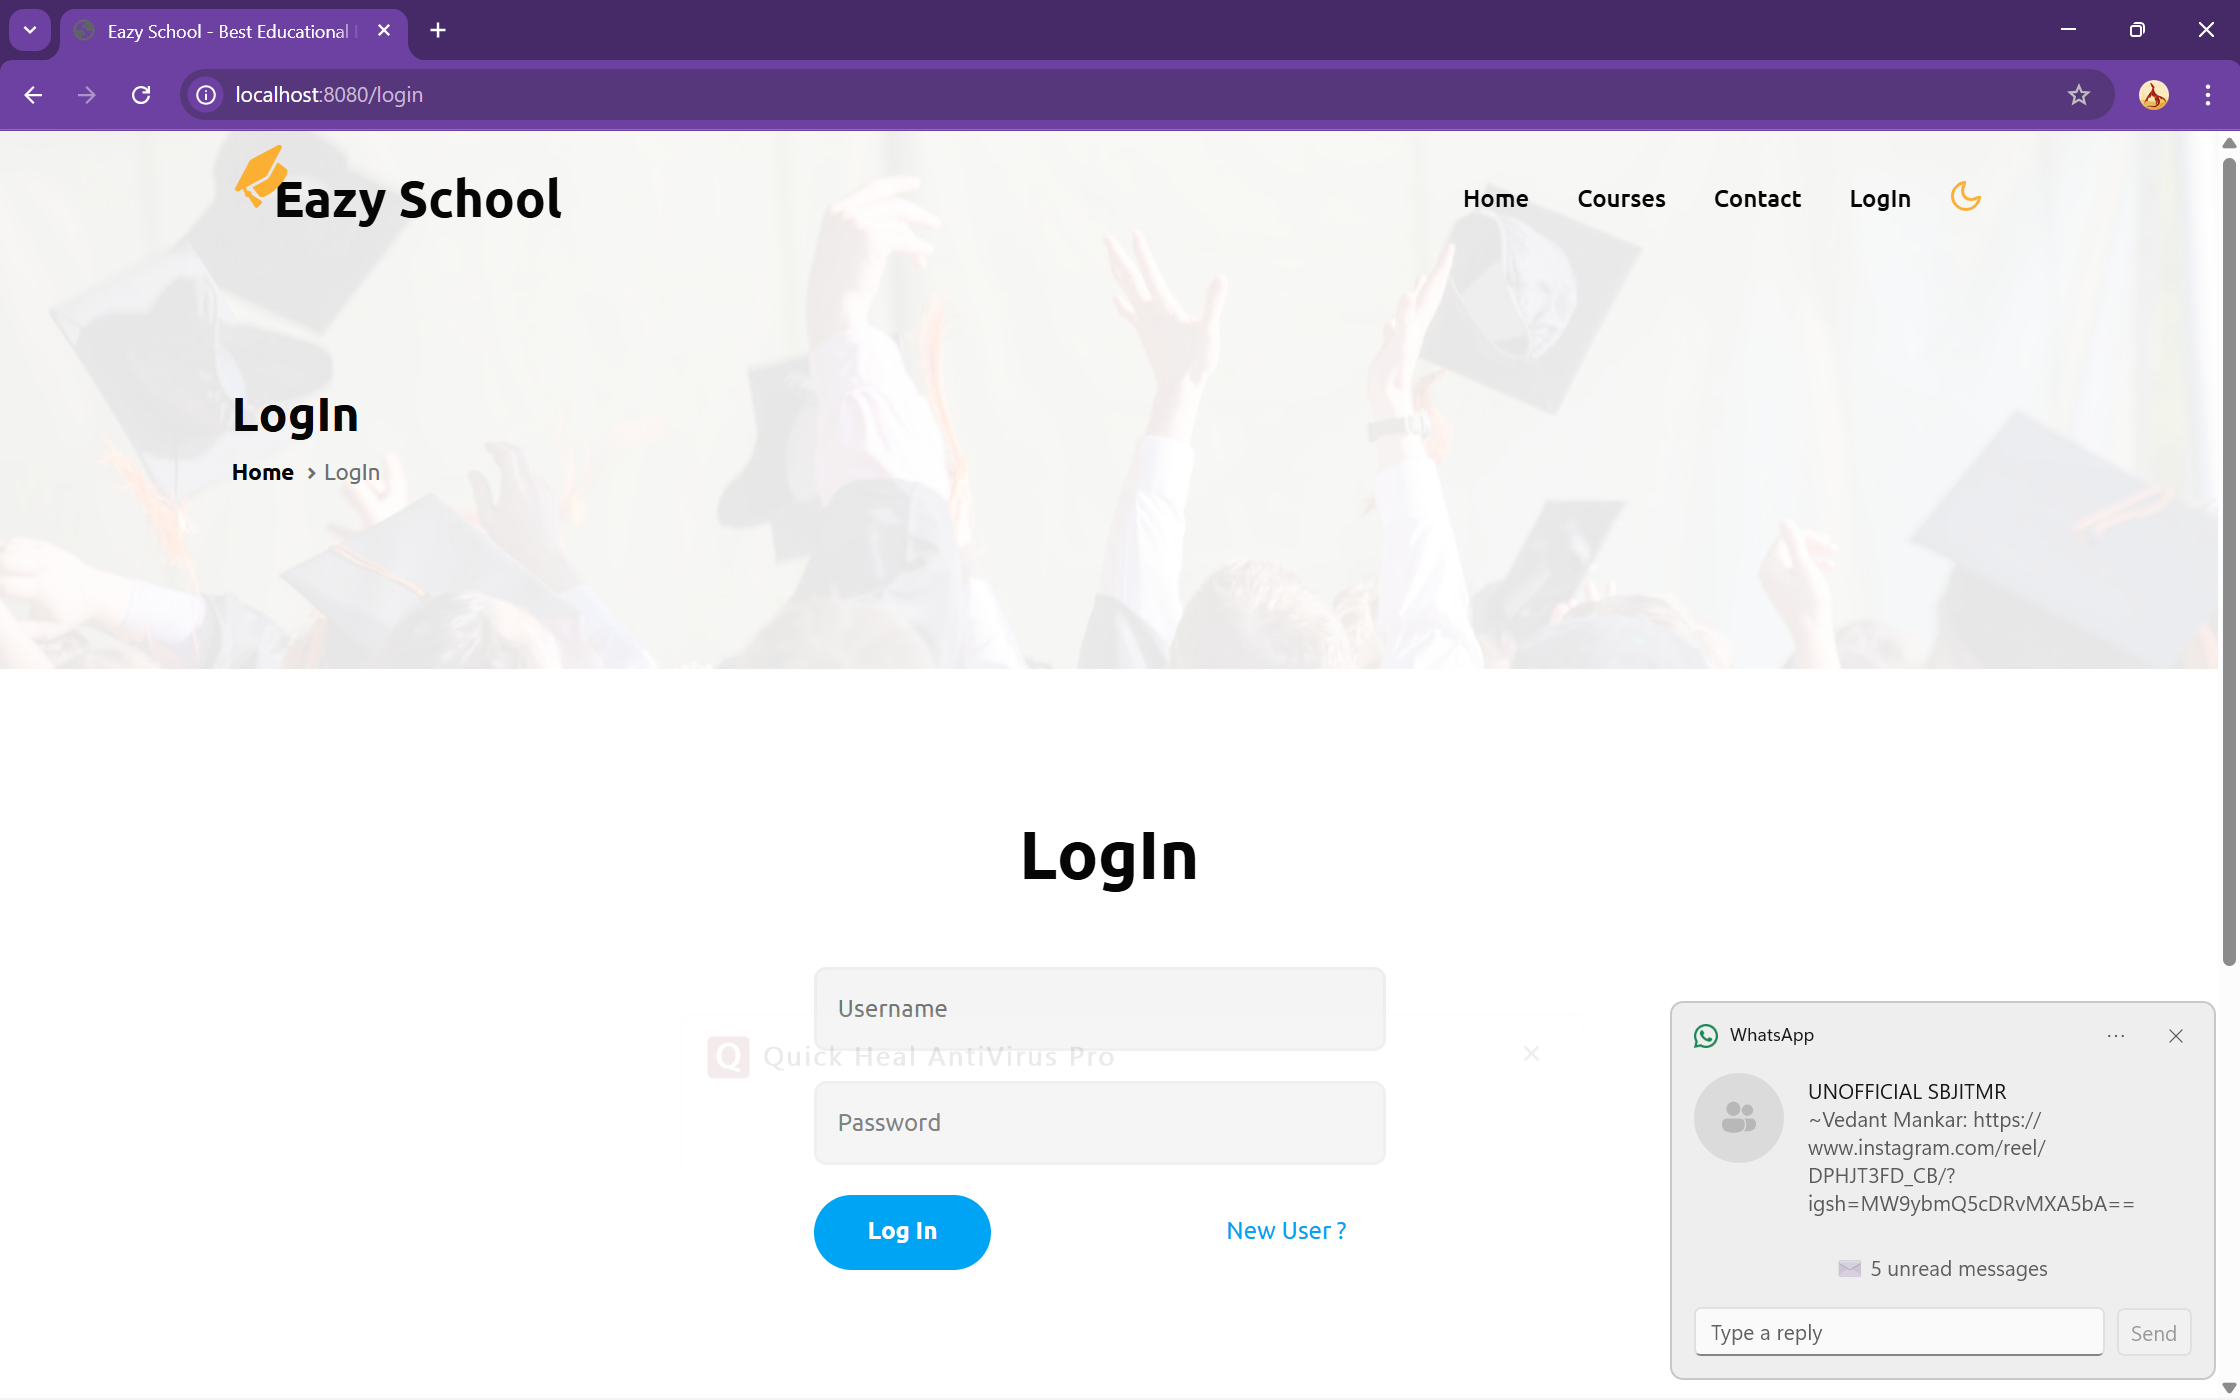 Eazy School - Best Educational
localhost:8080/login
Eazy School
Home
Courses
Contact
LogIn
LogIn
Home > LogIn
LogIn
Username
Quick Heal AntiVirus Pro
Password
Log In
New User ?
WhatsApp
UNOFFICIAL SBJITMR
~Vedant Mankar: https://
www.instagram.com/reel/
DPHJT3FD_CB/?
igsh=MW9ybmQ5cDRvMXA5bA==
5 unread messages
Type a reply
Send